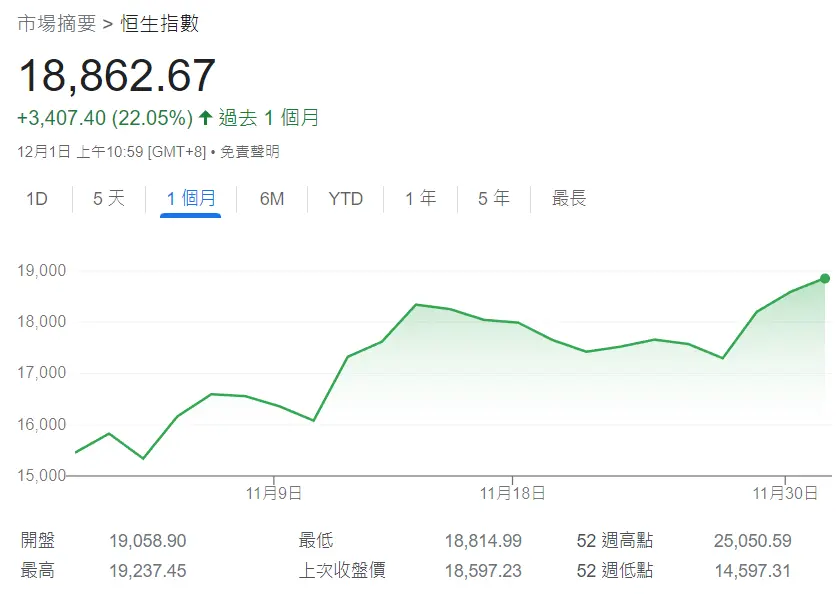 市場摘要 > 恒生指數
18,862.67
+3,407.40 (22.05%) ↑ 過去 1 個月
12月1日 上午10:59 [GMT+8] • 免責聲明
1D 5 天 1 個月 6M YTD 1 年 5 年 最長
19,000
18,000
17,000
16,000
15,000
11月9日 11月18日 11月30日
開盤 19,058.90 最低 18,814.99 52 週高點 25,050.59
最高 19,237.45 上次收盤價 18,597.23 52 週低點 14,597.31